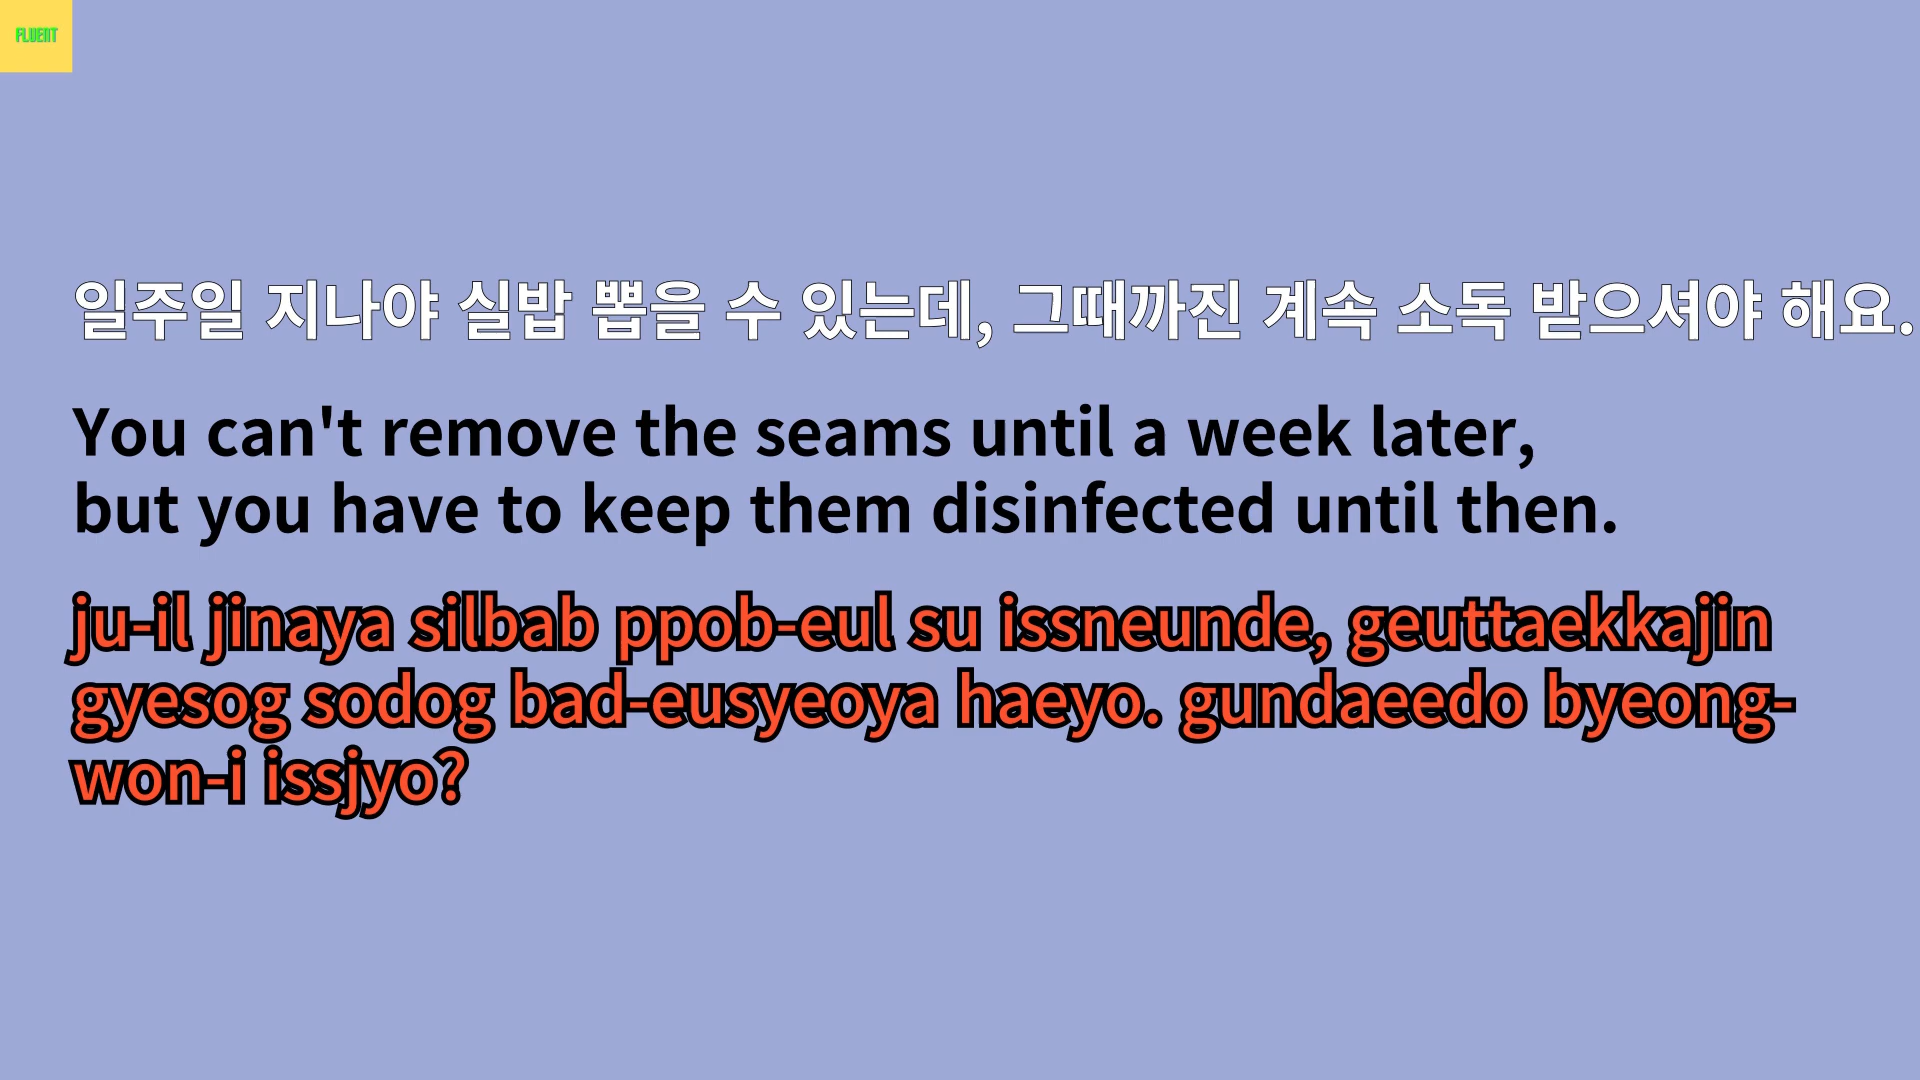 FLUENT
일주일 지나야 실밥 뽑을 수 있는데, 그때까진 계속 소독 받으셔야 해요.
You can't remove the seams until a week later,
but you have to keep them disinfected until then.
ju-il jinaya silbab ppob-eul su issneunde, geuttaekkajin
gyesog sodog bad-eusyeoya haeyo. gundaeedo byeong-
won-i issjyo?